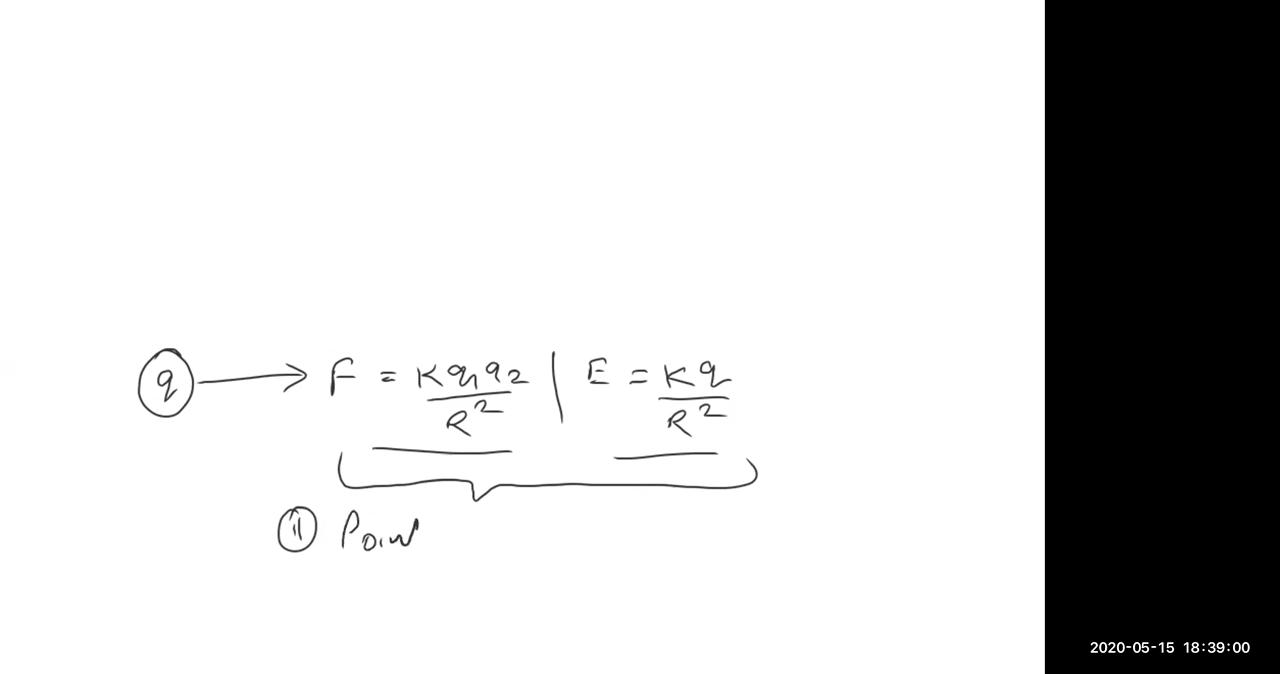 q → F = Kq1q2/R² | E = Kq/R²
① Poin
2020-05-15 18:39:00